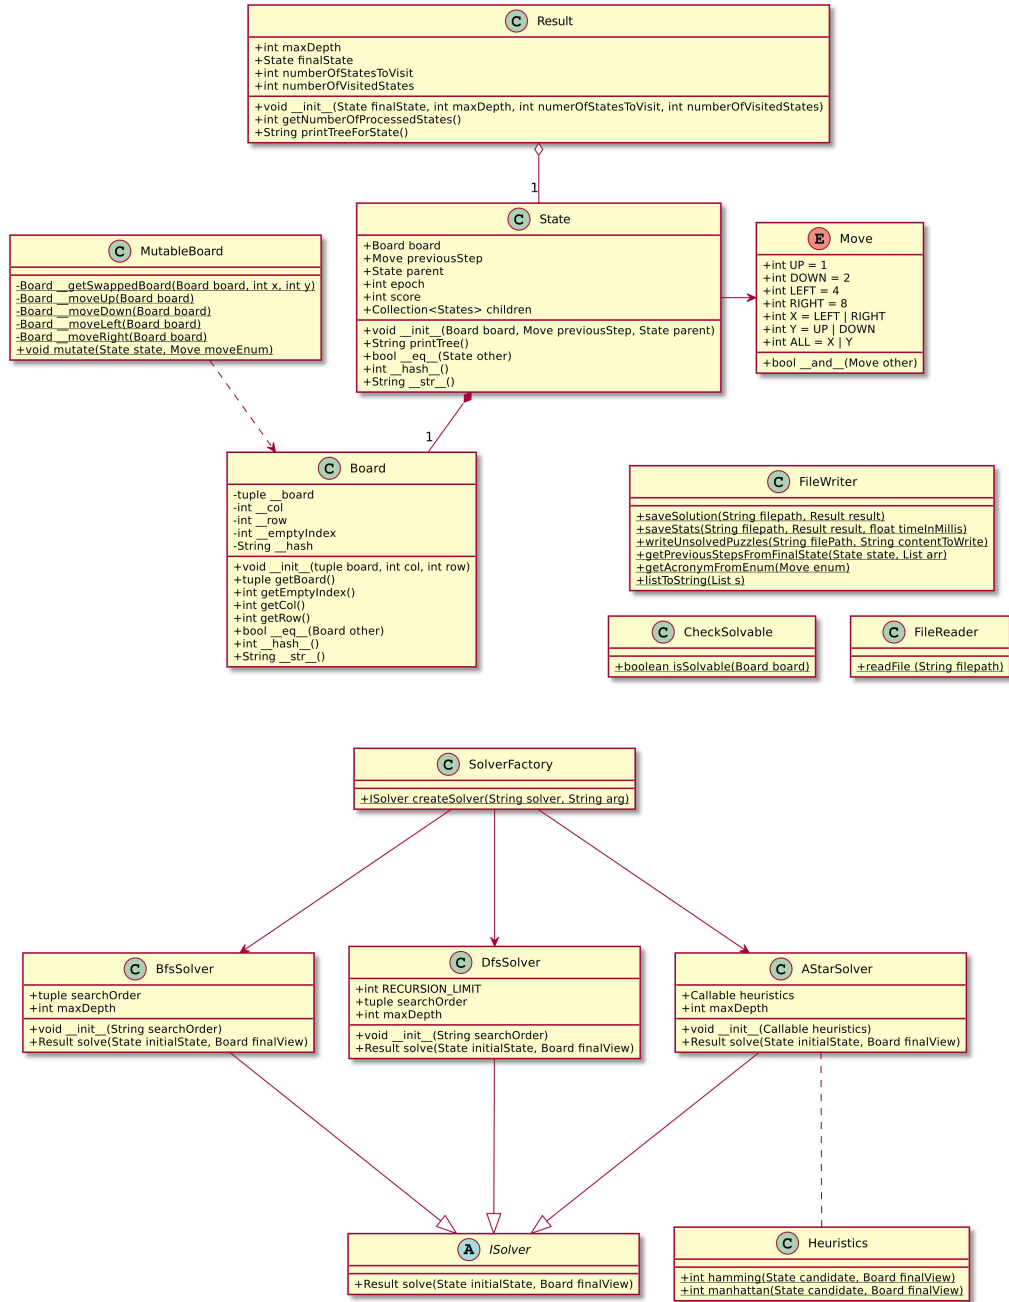 C Result
+int maxDepth
+State finalState
+int numberOfStatesToVisit
+int numberOfVisitedStates
+void __init__(State finalState, int maxDepth, int numerOfStatesToVisit, int numberOfVisitedStates)
+int getNumberOfProcessedStates()
+String printTreeForState()
1
C MutableBoard
-Board __getSwappedBoard(Board board, int x, int y)
-Board __moveUp(Board board)
-Board __moveDown(Board board)
-Board __moveLeft(Board board)
-Board __moveRight(Board board)
+void mutate(State state, Move moveEnum)
C State
+Board board
+Move previousStep
+State parent
+int epoch
+int score
+Collection<States> children
+void __init__(Board board, Move previousStep, State parent)
+String printTree()
+bool __eq__(State other)
+int __hash__()
+String __str__()
E Move
+int UP = 1
+int DOWN = 2
+int LEFT = 4
+int RIGHT = 8
+int X = LEFT | RIGHT
+int Y = UP | DOWN
+int ALL = X | Y
+bool __and__(Move other)
1
C Board
-tuple __board
-int __col
-int __row
-int __emptyIndex
-String __hash
+void __init__(tuple board, int col, int row)
+tuple getBoard()
+int getEmptyIndex()
+int getCol()
+int getRow()
+bool __eq__(Board other)
+int __hash__()
+String __str__()
C FileWriter
+saveSolution(String filepath, Result result)
+saveStats(String filepath, Result result, float timeInMillis)
+writeUnsolvedPuzzles(String filePath, String contentToWrite)
+getPreviousStepsFromFinalState(State state, List arr)
+getAcronymFromEnum(Move enum)
+listToString(List s)
C CheckSolvable
+boolean isSolvable(Board board)
C FileReader
+readFile (String filepath)
C SolverFactory
+ISolver createSolver(String solver, String arg)
C BfsSolver
+tuple searchOrder
+int maxDepth
+void __init__(String searchOrder)
+Result solve(State initialState, Board finalView)
C DfsSolver
+int RECURSION_LIMIT
+tuple searchOrder
+int maxDepth
+void __init__(String searchOrder)
+Result solve(State initialState, Board finalView)
C AStarSolver
+Callable heuristics
+int maxDepth
+void __init__(Callable heuristics)
+Result solve(State initialState, Board finalView)
A ISolver
+Result solve(State initialState, Board finalView)
C Heuristics
+int hamming(State candidate, Board finalView)
+int manhattan(State candidate, Board finalView)